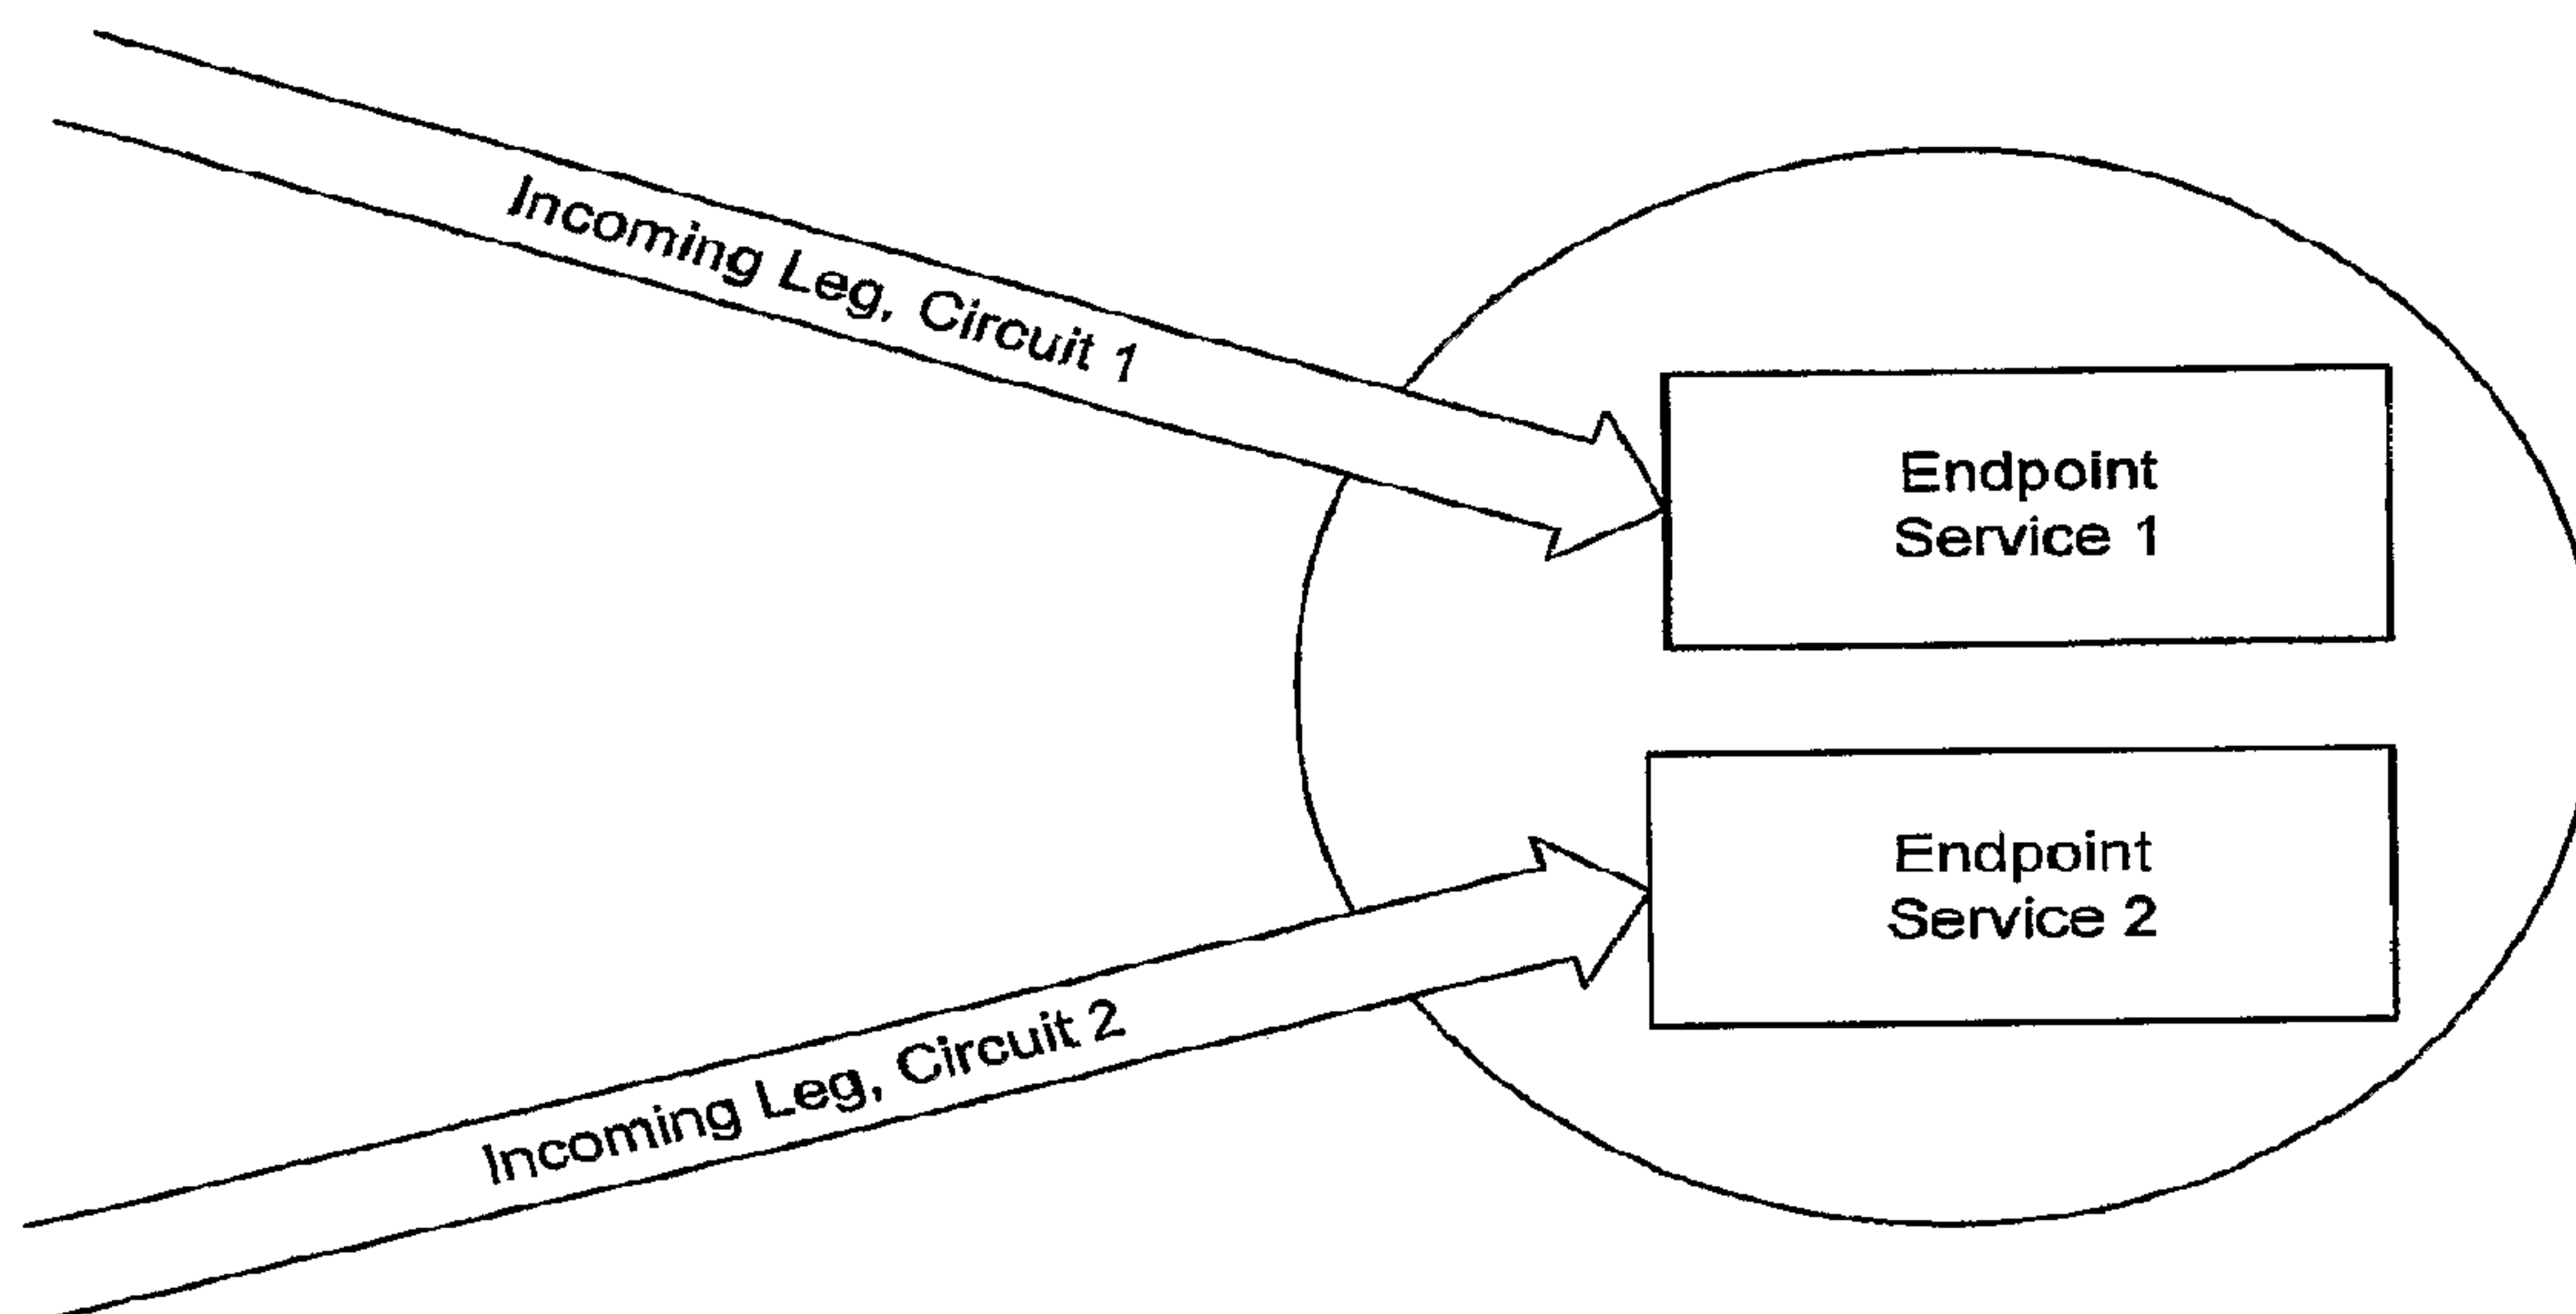 Incoming Leg, Circuit 1
Endpoint
Service 1
Endpoint
Service 2
Incoming Leg, Circuit 2